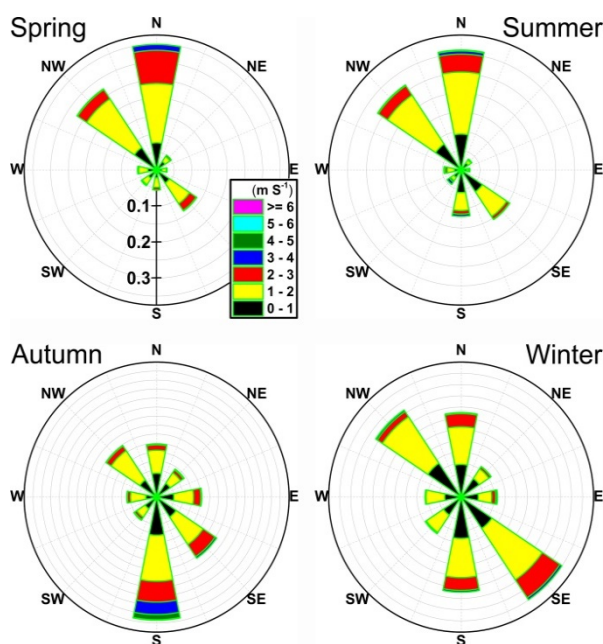 Spring
N
NW
NE
W
E
SW
S
0.1
0.2
0.3
(m S⁻¹)
>= 6
5 - 6
4 - 5
3 - 4
2 - 3
1 - 2
0 - 1
Summer
N
NW
NE
W
E
SW
SE
S
Autumn
N
NW
NE
W
E
SW
SE
S
Winter
N
NW
NE
W
E
SW
SE
S